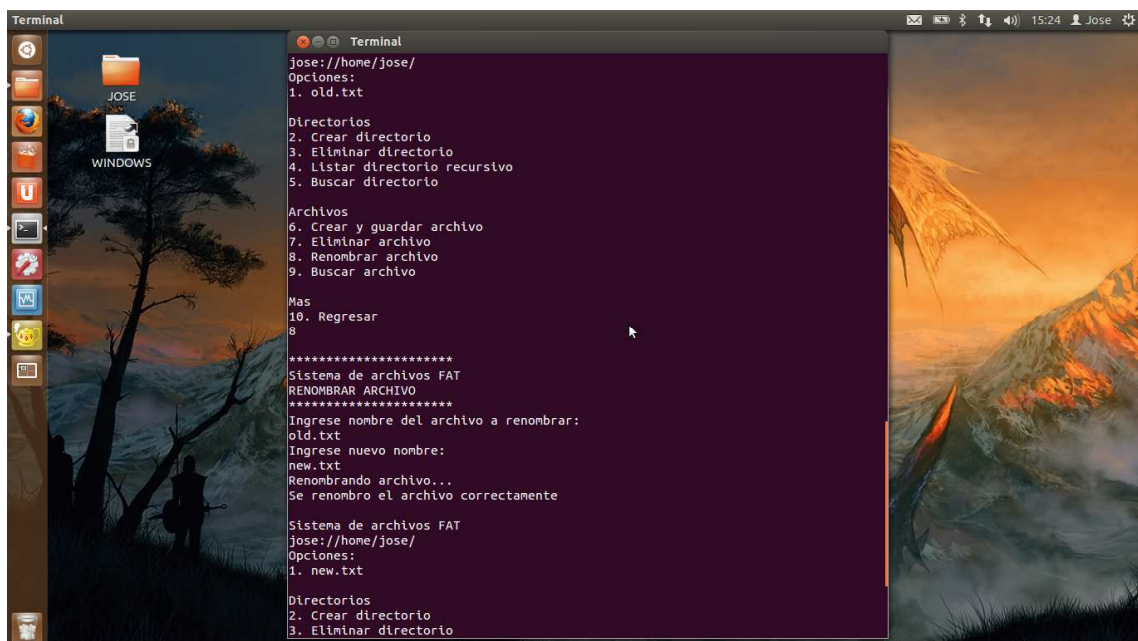 Terminal
15:24
Jose
JOSE
WINDOWS
Terminal
jose://home/jose/
Opciones:
1. old.txt
Directorios
2. Crear directorio
3. Eliminar directorio
4. Listar directorio recursivo
5. Buscar directorio
Archivos
6. Crear y guardar archivo
7. Eliminar archivo
8. Renombrar archivo
9. Buscar archivo
Mas
10. Regresar
8
**********************
Sistema de archivos FAT
RENOMBRAR ARCHIVO
**********************
Ingrese nombre del archivo a renombrar:
old.txt
Ingrese nuevo nombre:
new.txt
Renombrando archivo...
Se renombro el archivo correctamente
Sistema de archivos FAT
jose://home/jose/
Opciones:
1. new.txt
Directorios
2. Crear directorio
3. Eliminar directorio